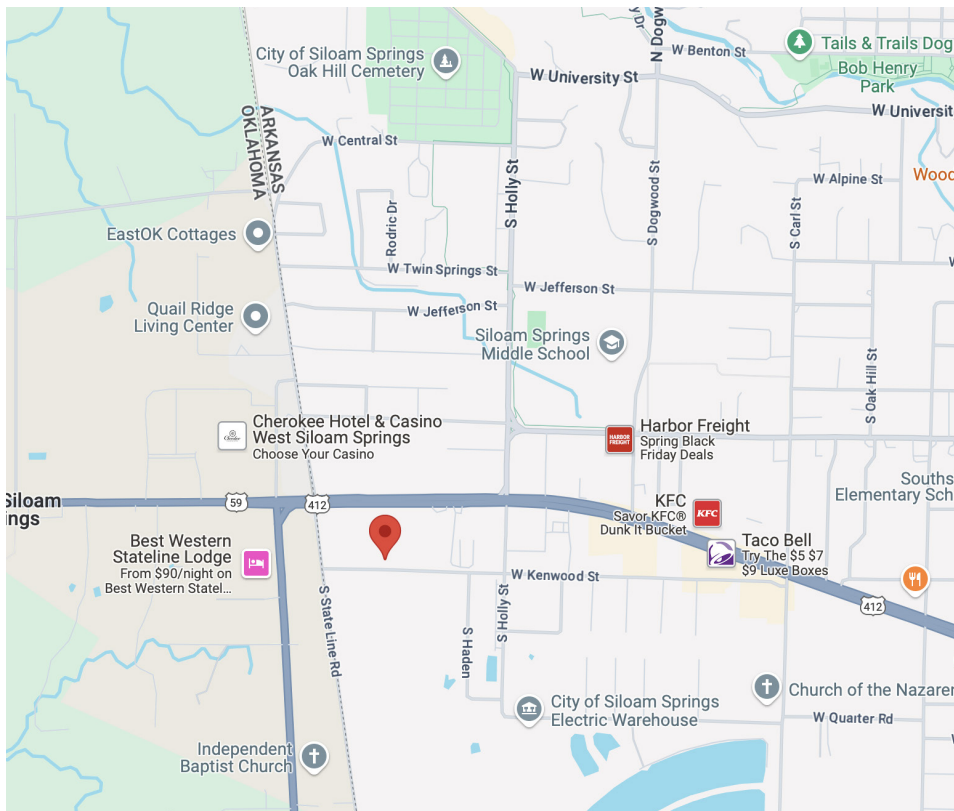 City of Siloam Springs
Oak Hill Cemetery
W University St
N Dogw
W Benton St
Tails & Trails Dog
Bob Henry
Park
W Universit
ARKANSAS
OKLAHOMA
W Central St
S Holly St
S Dogwood St
W Alpine St
Wood
S Carl St
Rodric Dr
EastOK Cottages
W Twin Springs St
W Jefferson St
W Jefferson St
Quail Ridge
Living Center
Siloam Springs
Middle School
S Oak Hill St
Cherokee Hotel & Casino
West Siloam Springs
Choose Your Casino
HARBOR
FREIGHT
Harbor Freight
Spring Black
Friday Deals
Siloam
ings
59
412
Souths
Elementary Sch
KFC
Savor KFC®
Dunk It Bucket
KFC
Taco Bell
Try The $5 $7
$9 Luxe Boxes
Best Western
Stateline Lodge
From $90/night on
Best Western Statel...
W Kenwood St
412
S State Line Rd
S Hapen
S Holly St
City of Siloam Springs
Electric Warehouse
Church of the Nazaren
W Quarter Rd
Independent
Baptist Church